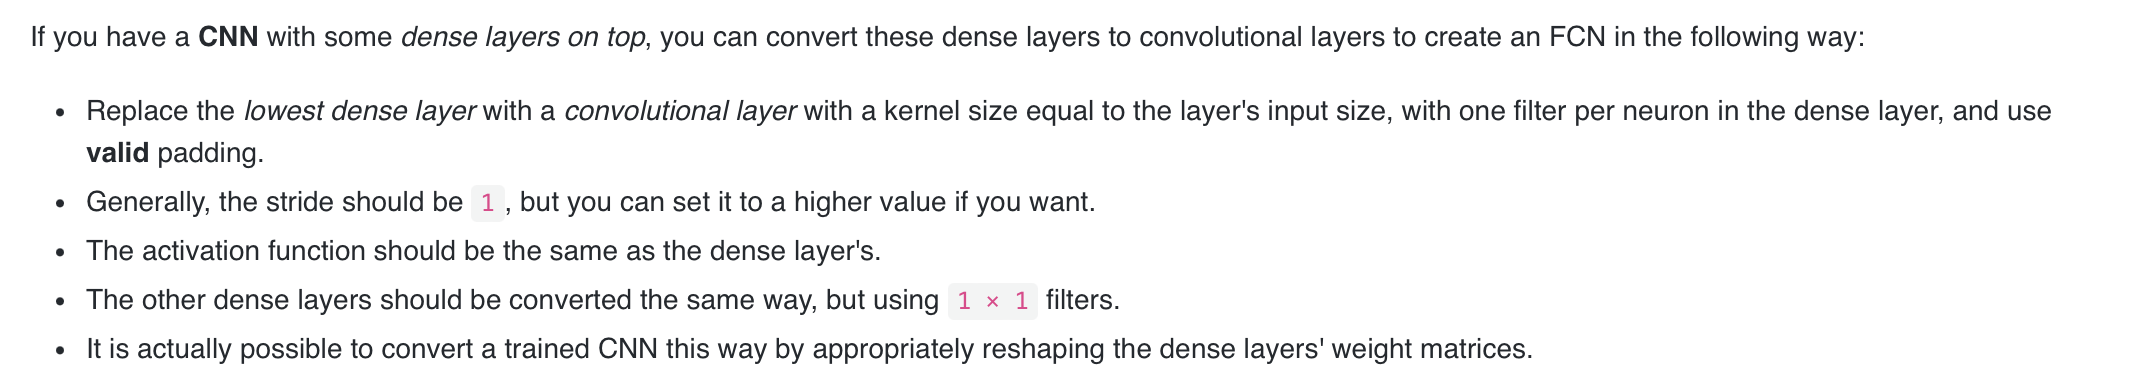 If you have a CNN with some dense layers on top, you can convert these dense layers to convolutional layers to create an FCN in the following way:
• Replace the lowest dense layer with a convolutional layer with a kernel size equal to the layer's input size, with one filter per neuron in the dense layer, and use
valid padding.
• Generally, the stride should be 1 , but you can set it to a higher value if you want.
• The activation function should be the same as the dense layer's.
• The other dense layers should be converted the same way, but using 1 × 1 filters.
• It is actually possible to convert a trained CNN this way by appropriately reshaping the dense layers' weight matrices.